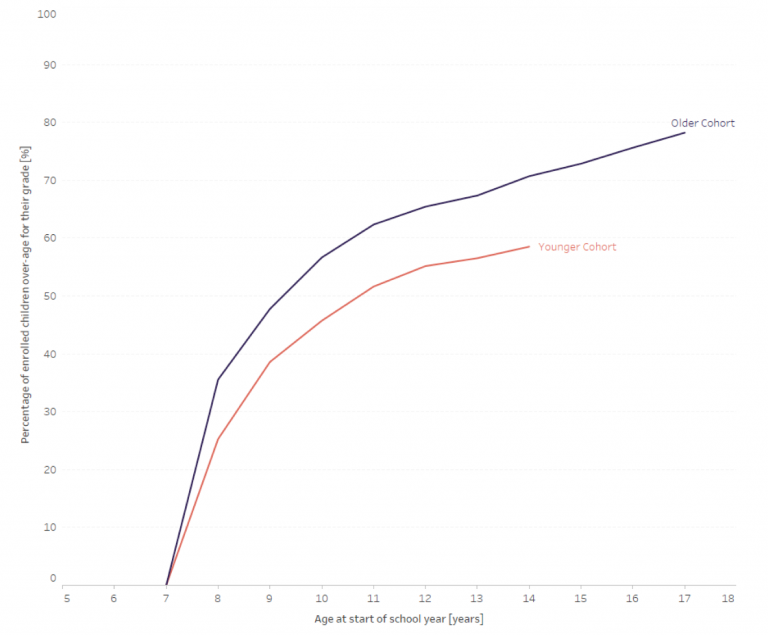 Percentage of enrolled children over-age for their grade [%]
100
90
80
70
60
50
40
30
20
10
0
Older Cohort
Younger Cohort
5 6 7 8 9 10 11 12 13 14 15 16 17 18
Age at start of school year [years]